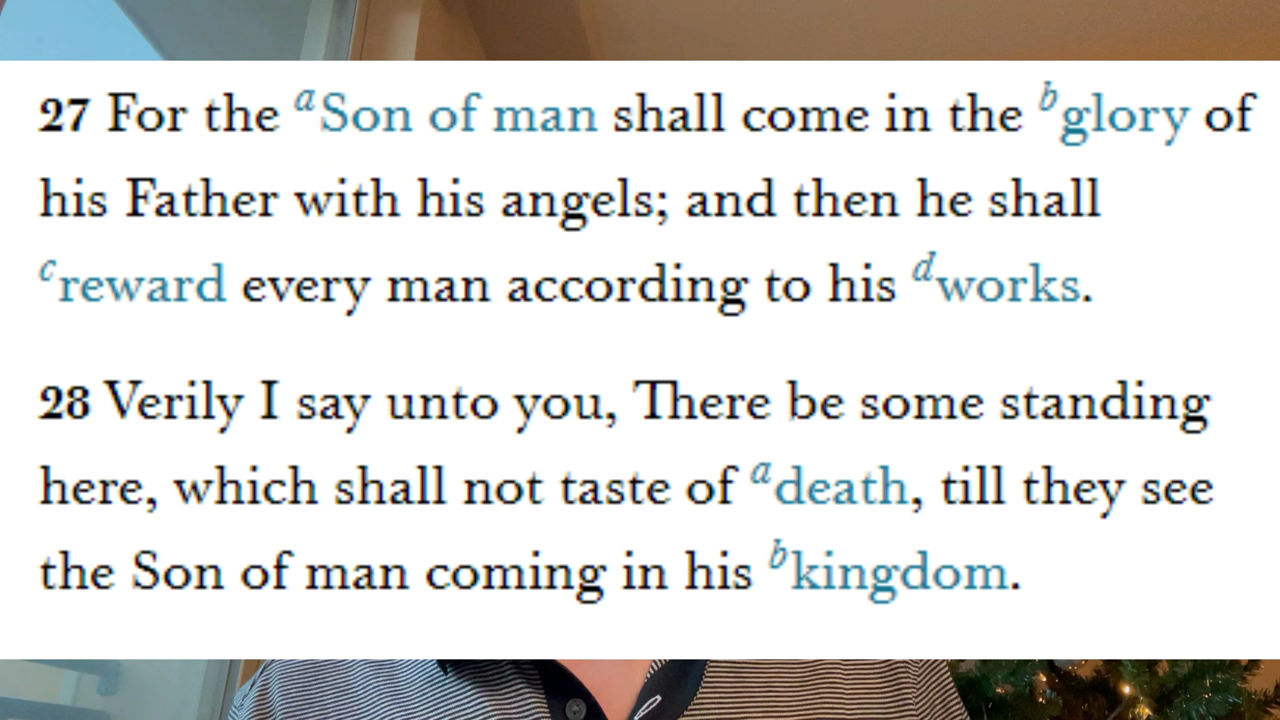 27 For the aSon of man shall come in the bglory of
his Father with his angels; and then he shall
creward every man according to his dworks.
28 Verily I say unto you, There be some standing
here, which shall not taste of adeath, till they see
the Son of man coming in his bkingdom.